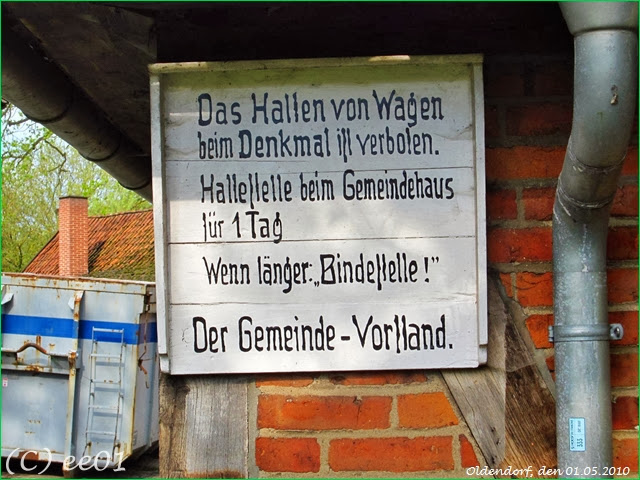 Das Halten von Wagen
beim Denkmal iſt verboten.
Halteſtelle beim Gemeindehaus
für 1 Tag
Wenn länger: „Bindeſtelle!"
Der Gemeinde-Vorſtand.
333
(C) ee01
Oldendorf, den 01.05.2010